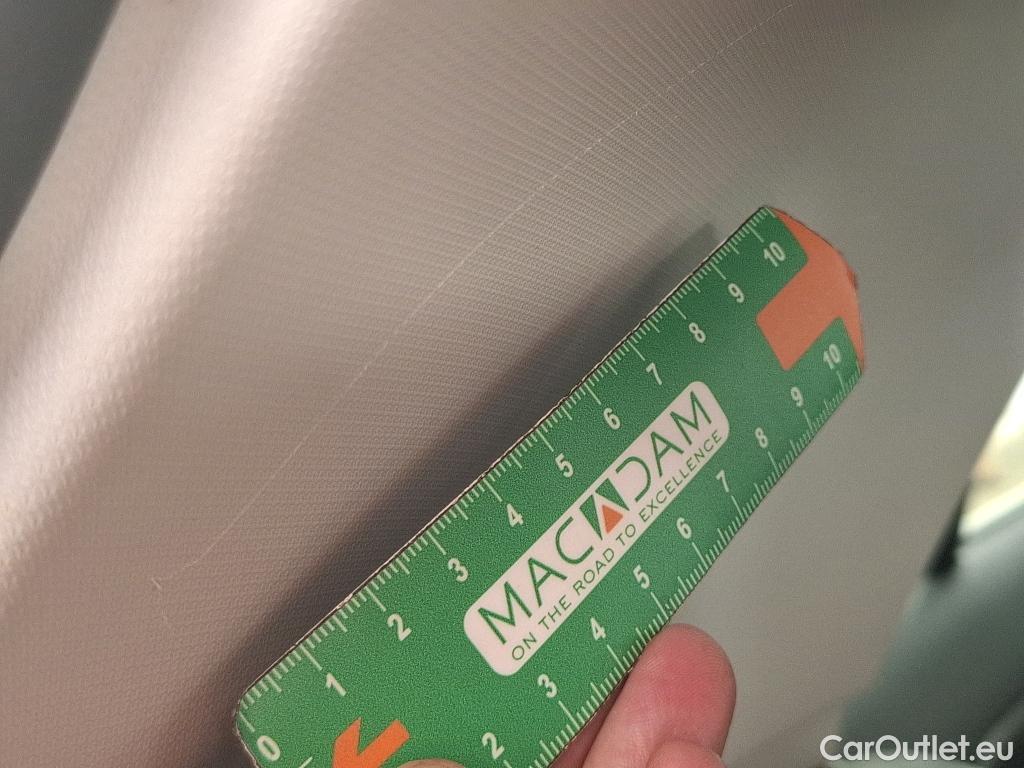 0 1 2 3 4 5 6 7 8 9 10
MACADAM
ON THE ROAD TO EXCELLENCE
2 3 4 5 6 7 8 9 10
CarOutlet.eu